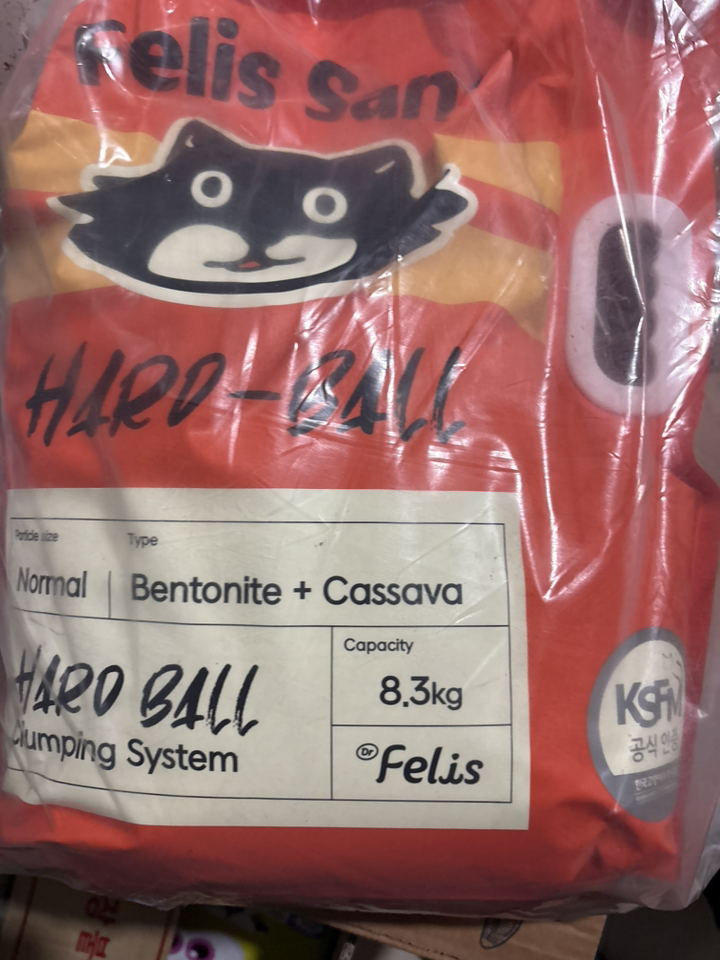 Felis San
HARD-BALL
Particle size
Type
Normal
Bentonite + Cassava
HARD BALL
Clumping System
Capacity
8.3kg
Dr Felis
KSFM
공식 인증